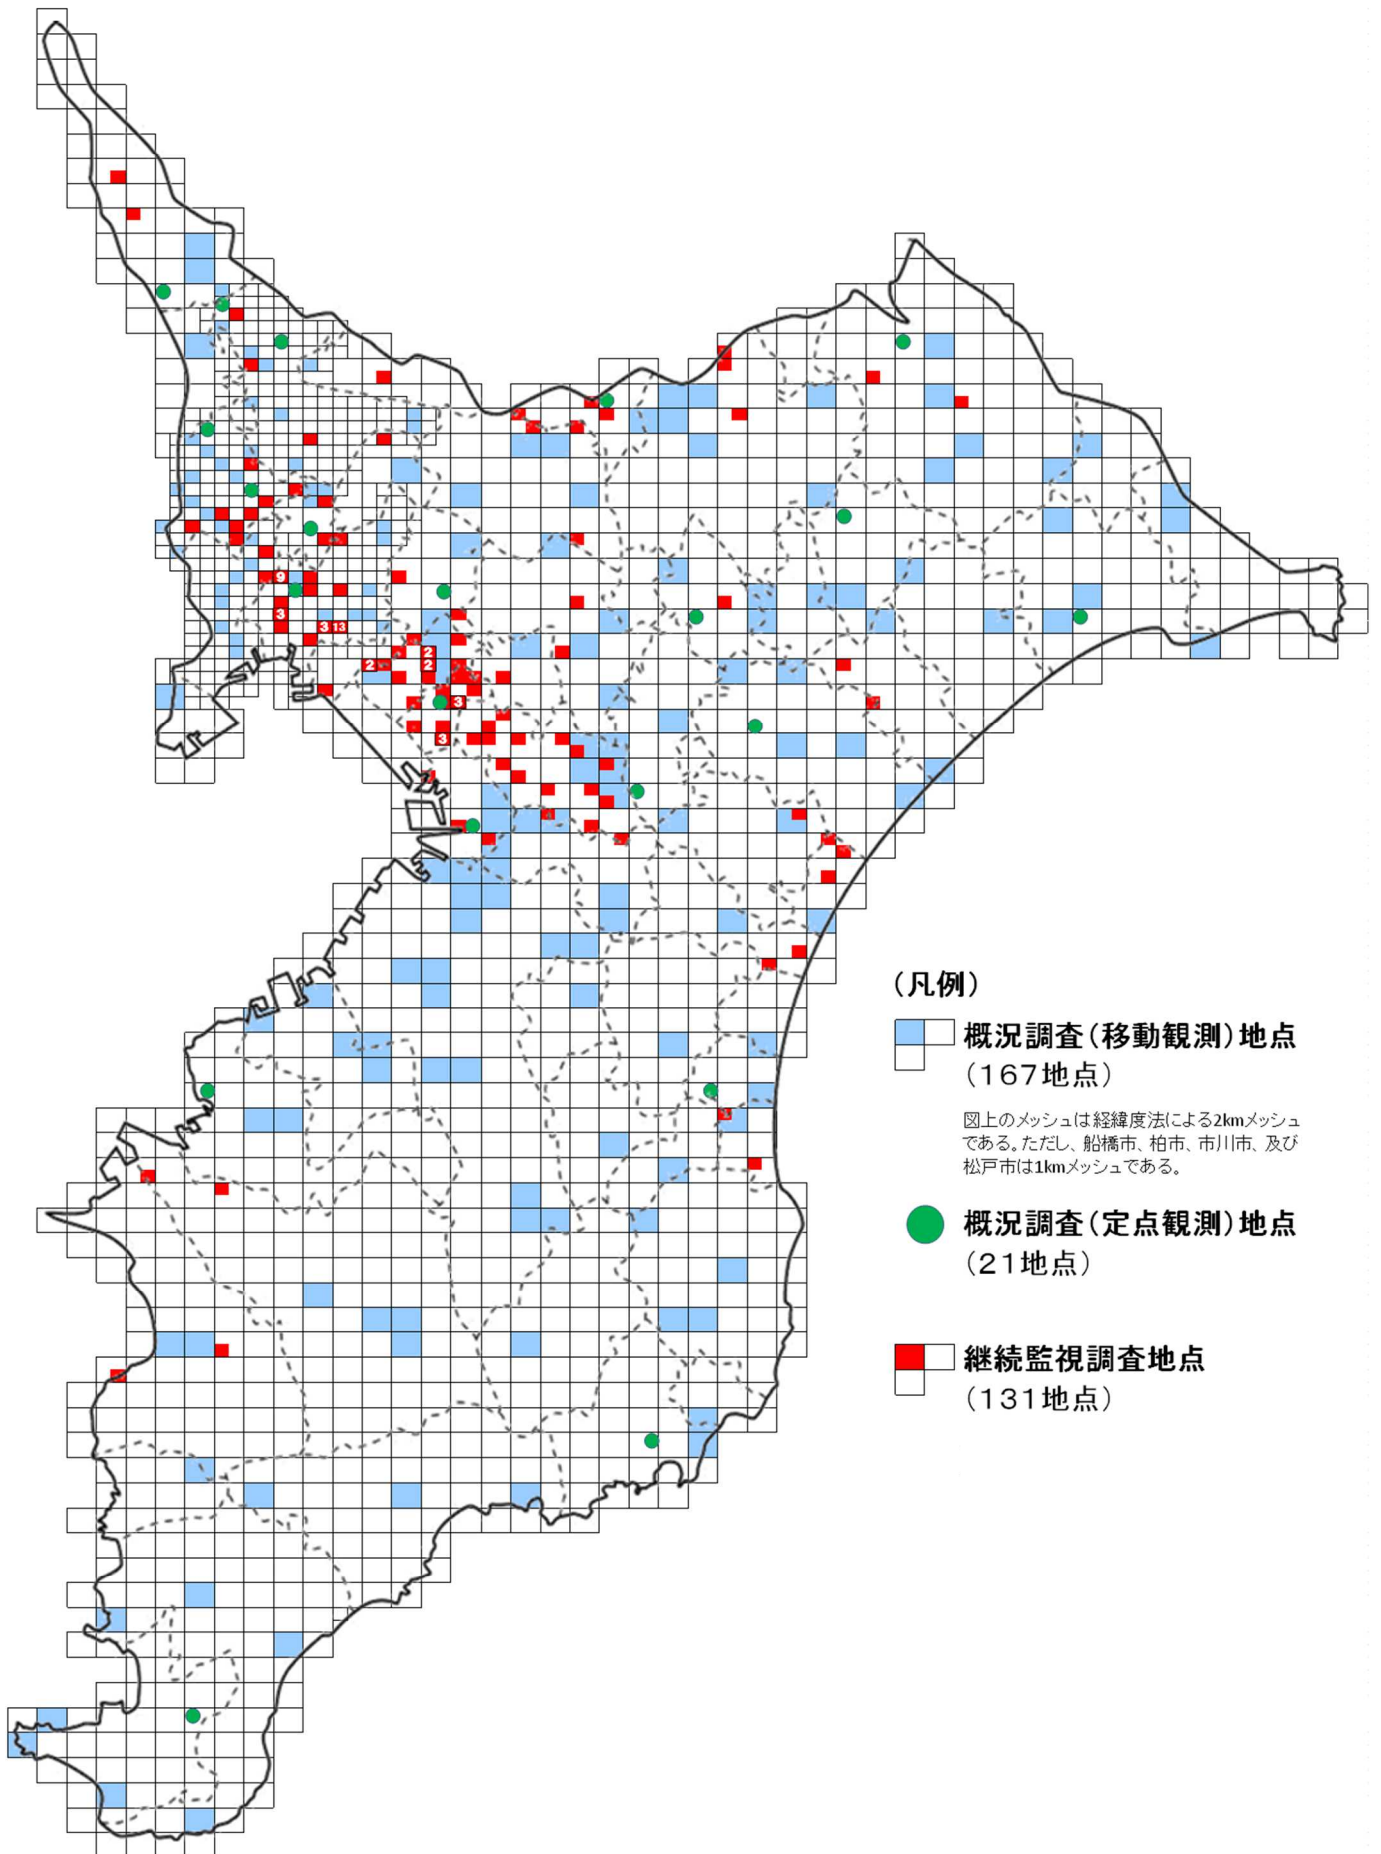 9
3
3 13
2
2
2
3
3
1
（凡例）
概況調査（移動観測）地点
（167地点）
図上のメッシュは経緯度法による2kmメッシュ
である。ただし、船橋市、柏市、市川市、及び
松戸市は1kmメッシュである。
概況調査（定点観測）地点
（21地点）
継続監視調査地点
（131地点）